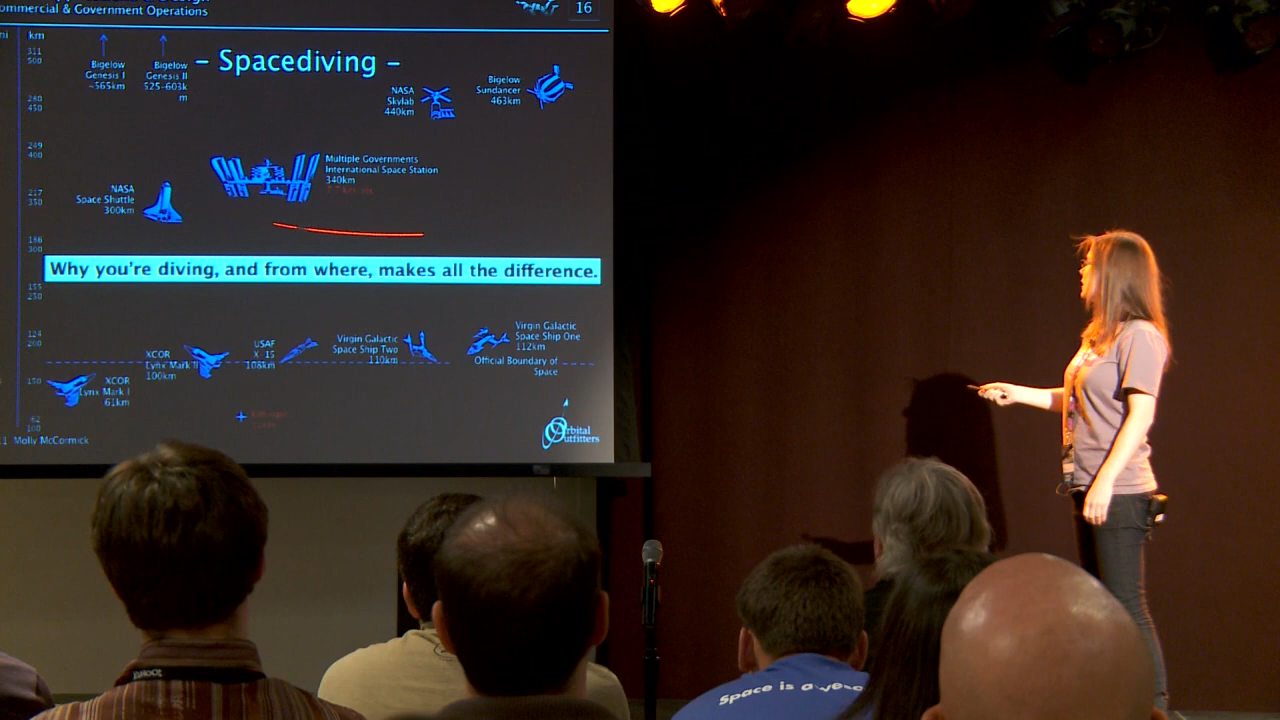 ommercial & Government Operations
16
mi
km
311
500
280
450
249
400
217
350
186
300
155
250
124
200
150
62
100
Bigelow
Genesis I
~565km
Bigelow
Genesis II
525-603k
m
– Spacediving –
NASA
Skylab
440km
Bigelow
Sundancer
463km
Multiple Governments
International Space Station
340km
NASA
Space Shuttle
300km
Why you're diving, and from where, makes all the difference.
XCOR
Lynx Mark II
100km
USAF
X-15
108km
Virgin Galactic
Space Ship Two
110km
Virgin Galactic
Space Ship One
112km
Official Boundary of
Space
XCOR
Lynx Mark I
61km
Molly McCormick
Orbital
Outfitters
YAHOO!
Space is a